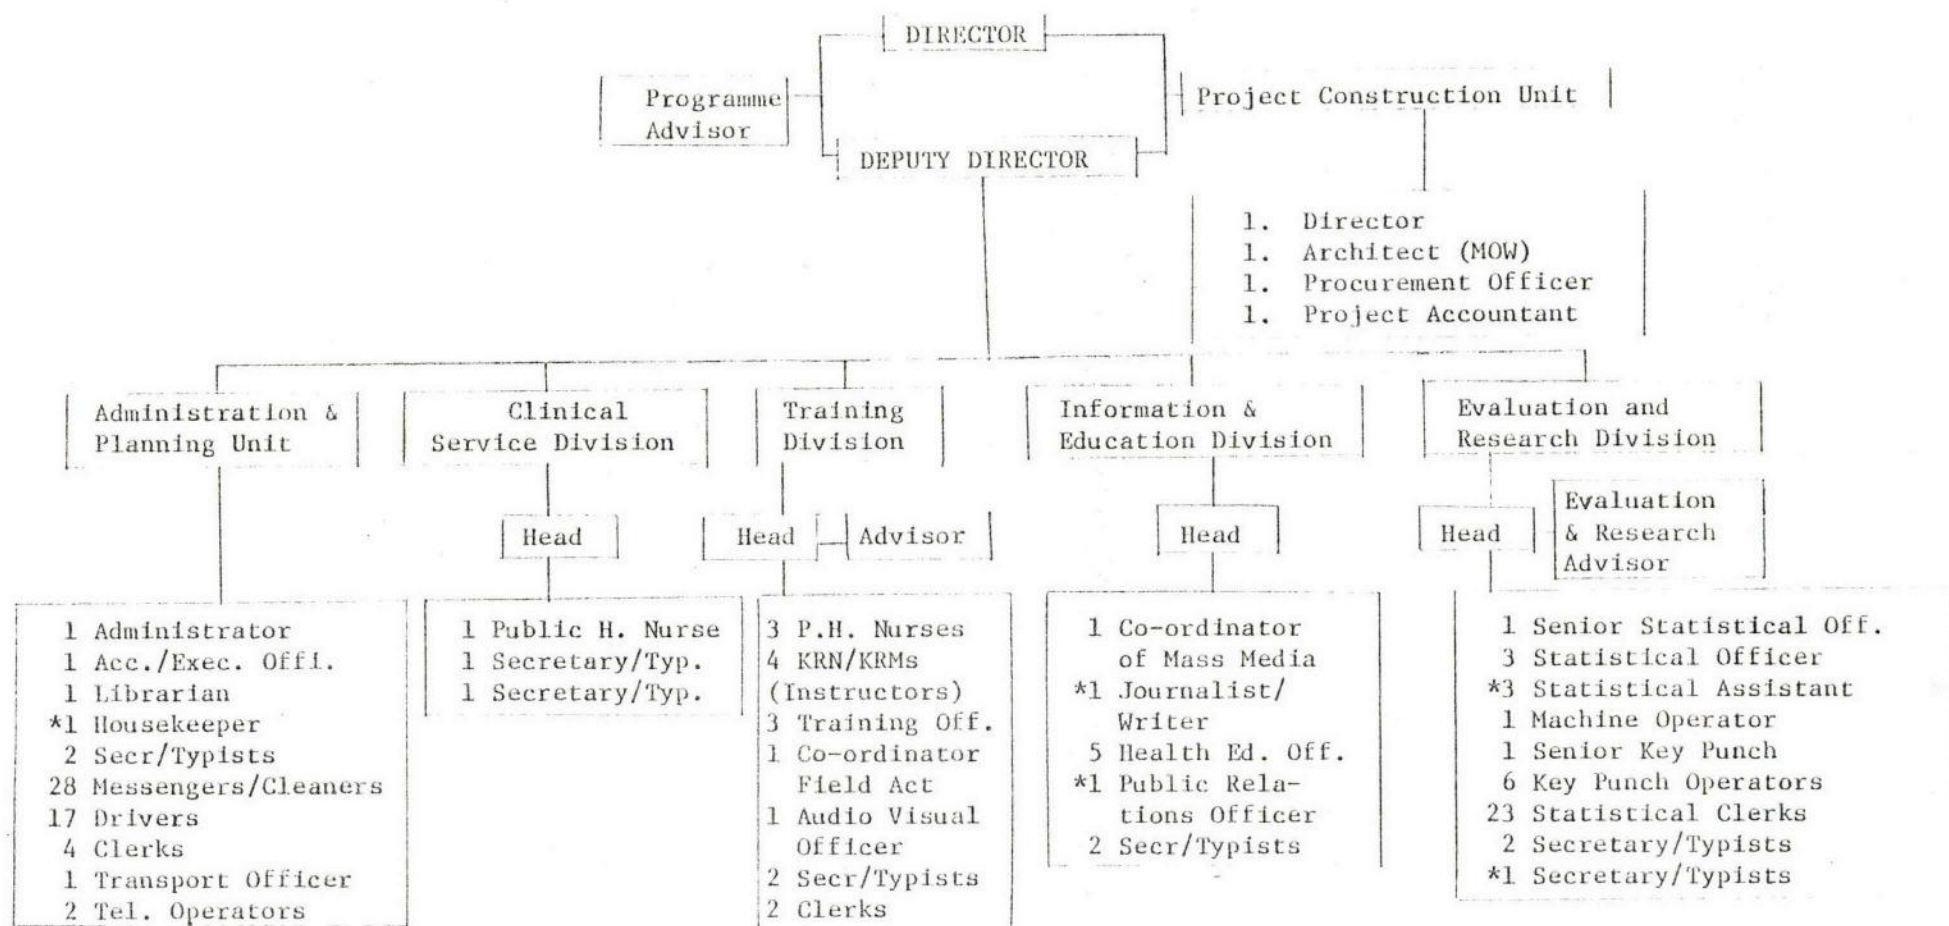 DIRECTOR
Programme
Advisor
Project Construction Unit
DEPUTY DIRECTOR
1. Director
1. Architect (MOW)
1. Procurement Officer
1. Project Accountant
Administration &
Planning Unit
Clinical
Service Division
Training
Division
Information &
Education Division
Evaluation and
Research Division
Head
Head
Advisor
Head
Head
Evaluation
& Research
Advisor
1 Administrator
1 Acc./Exec. Offi.
1 Librarian
*1 Housekeeper
2 Secr/Typists
28 Messengers/Cleaners
17 Drivers
4 Clerks
1 Transport Officer
2 Tel. Operators
1 Public H. Nurse
1 Secretary/Typ.
1 Secretary/Typ.
3 P.H. Nurses
4 KRN/KRMs
(Instructors)
3 Training Off.
1 Co-ordinator
Field Act
1 Audio Visual
Officer
2 Secr/Typists
2 Clerks
1 Co-ordinator
of Mass Media
*1 Journalist/
Writer
5 Health Ed. Off.
*1 Public Rela-
tions Officer
2 Secr/Typists
1 Senior Statistical Off.
3 Statistical Officer
*3 Statistical Assistant
1 Machine Operator
1 Senior Key Punch
6 Key Punch Operators
23 Statistical Clerks
2 Secretary/Typists
*1 Secretary/Typists